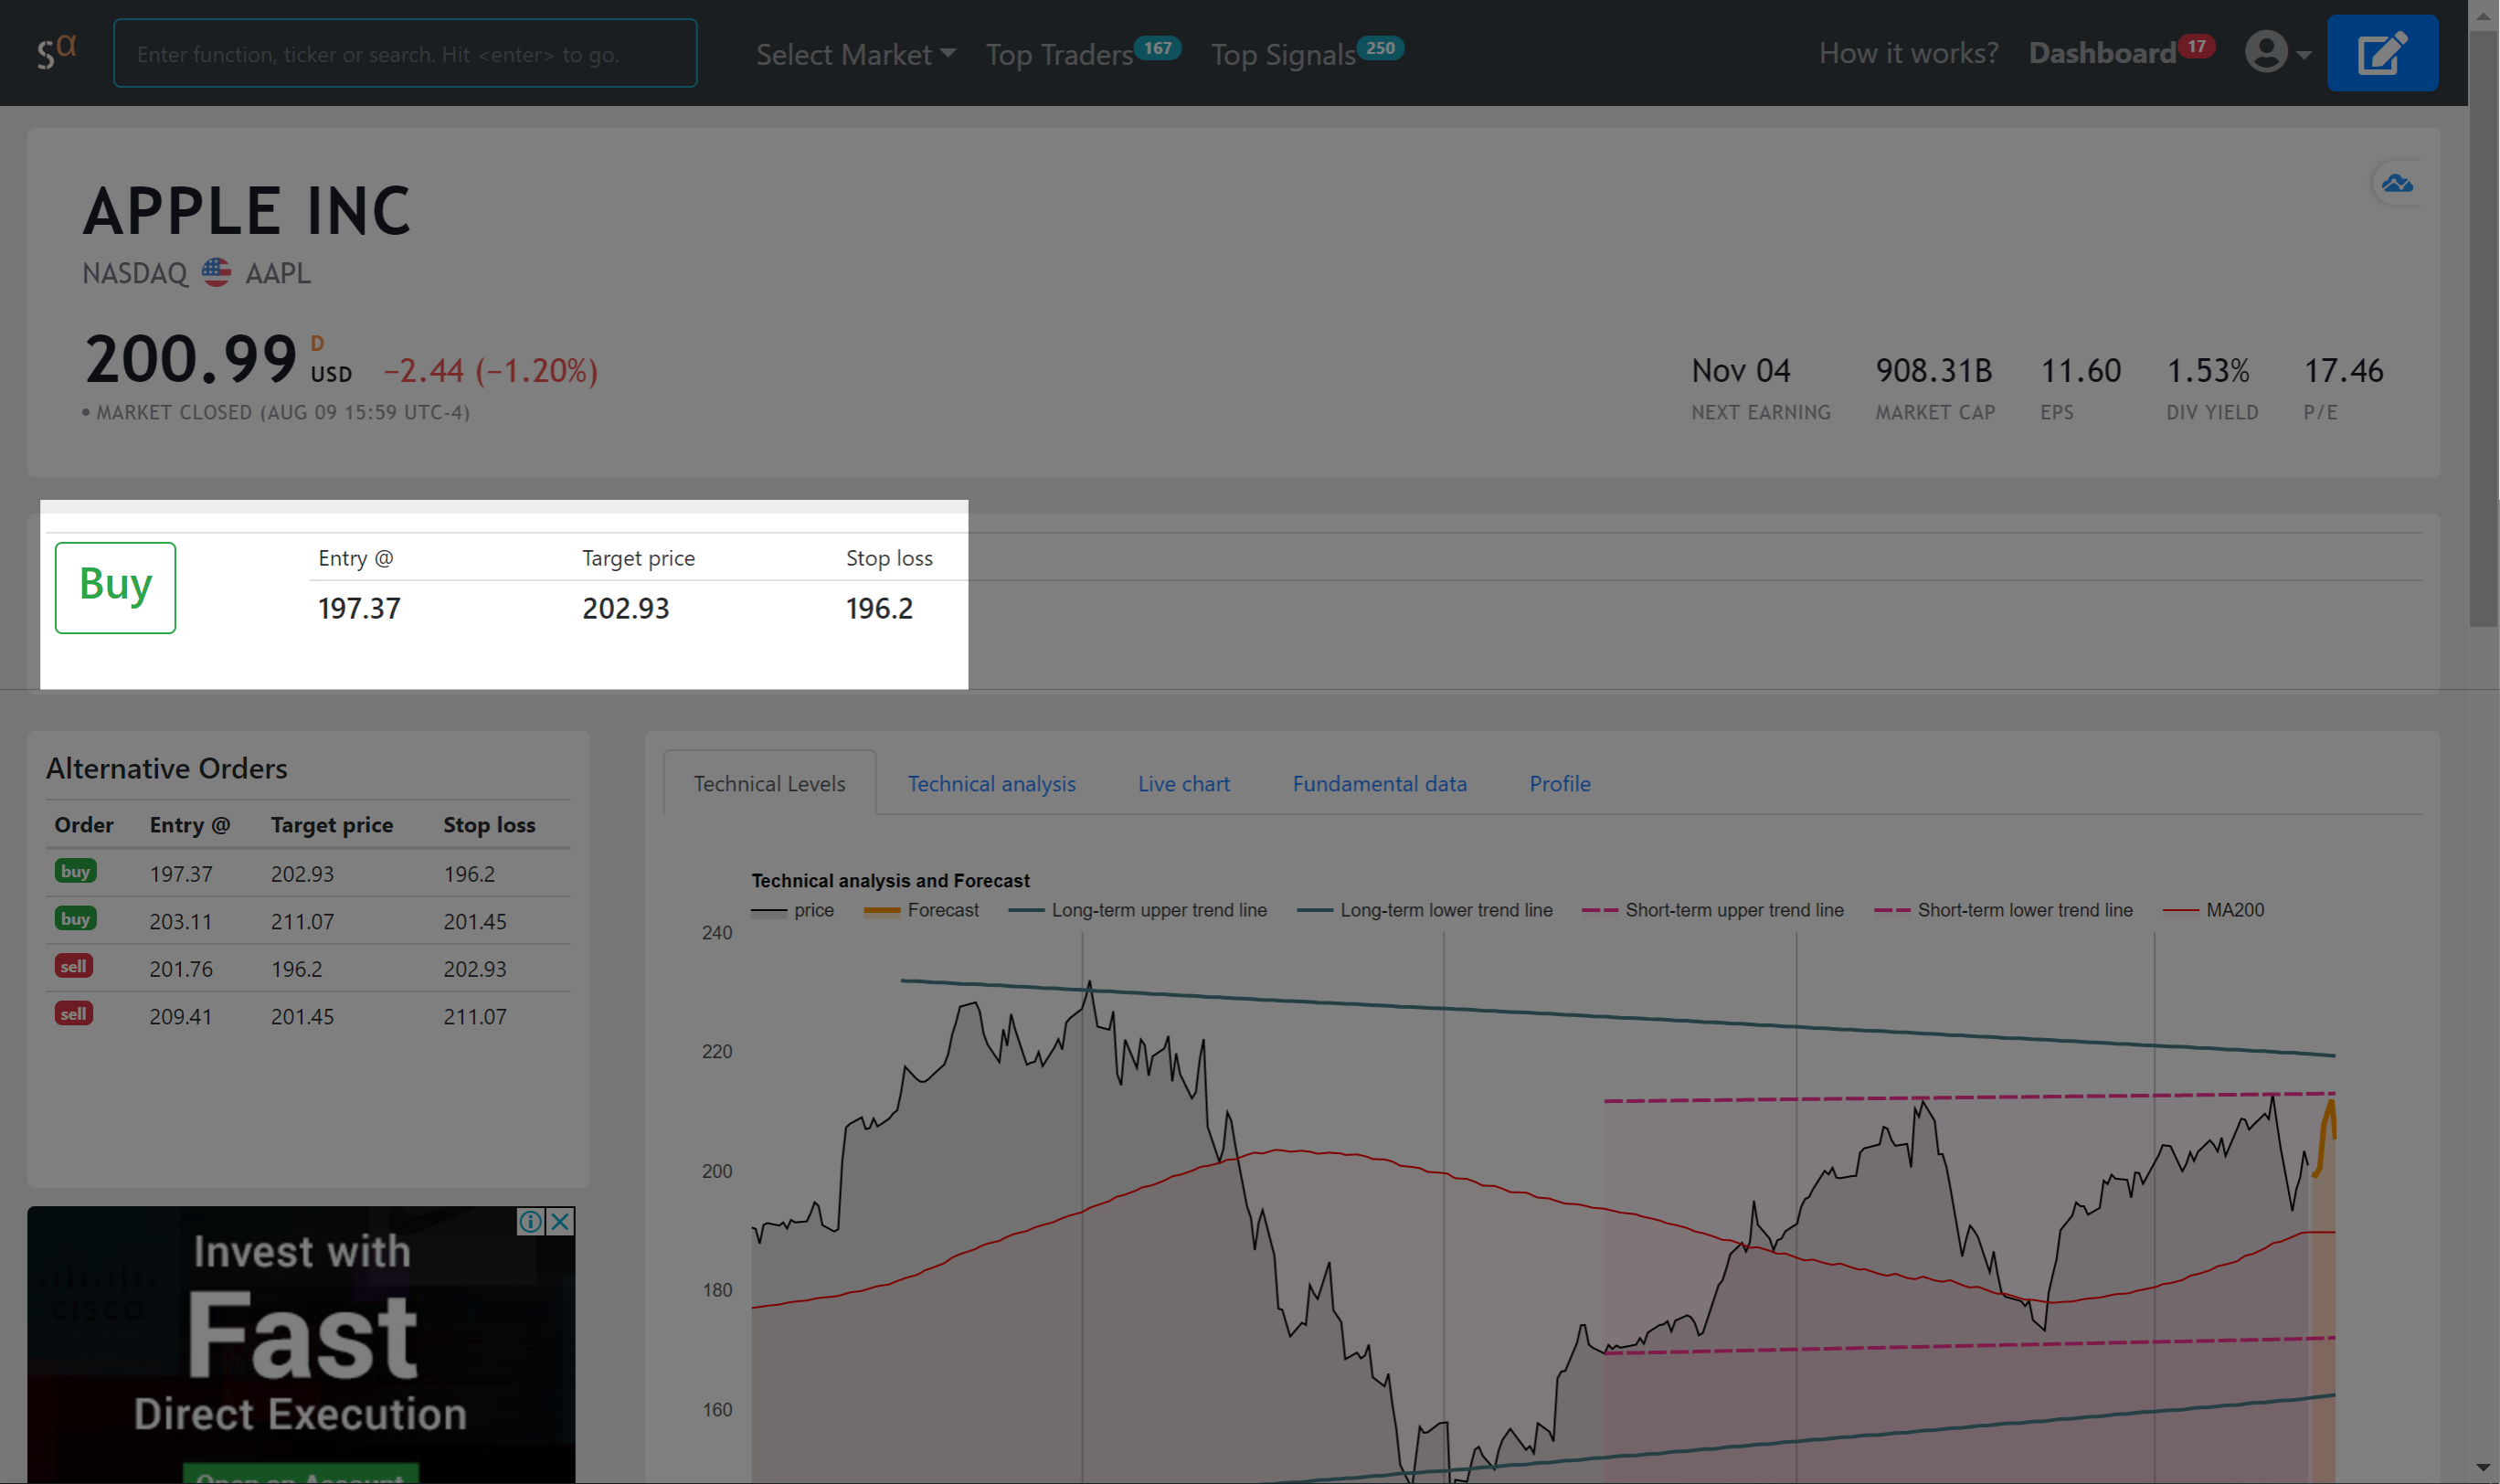 sα
Enter function, ticker or search. Hit <enter> to go.
Select Market
Top Traders 167
Top Signals 250
How it works?
Dashboard 17
APPLE INC
NASDAQ AAPL
200.99 D USD −2.44 (−1.20%)
• MARKET CLOSED (AUG 09 15:59 UTC-4)
Nov 04 908.31B 11.60 1.53% 17.46
NEXT EARNING MARKET CAP EPS DIV YIELD P/E
Buy
Entry @ Target price Stop loss
197.37 202.93 196.2
Alternative Orders
Order Entry @ Target price Stop loss
buy 197.37 202.93 196.2
buy 203.11 211.07 201.45
sell 201.76 196.2 202.93
sell 209.41 201.45 211.07
Invest with
Fast
Direct Execution
Open an Account
CISCO
Technical Levels Technical analysis Live chart Fundamental data Profile
Technical analysis and Forecast
price Forecast Long-term upper trend line Long-term lower trend line Short-term upper trend line Short-term lower trend line MA200
240
220
200
180
160